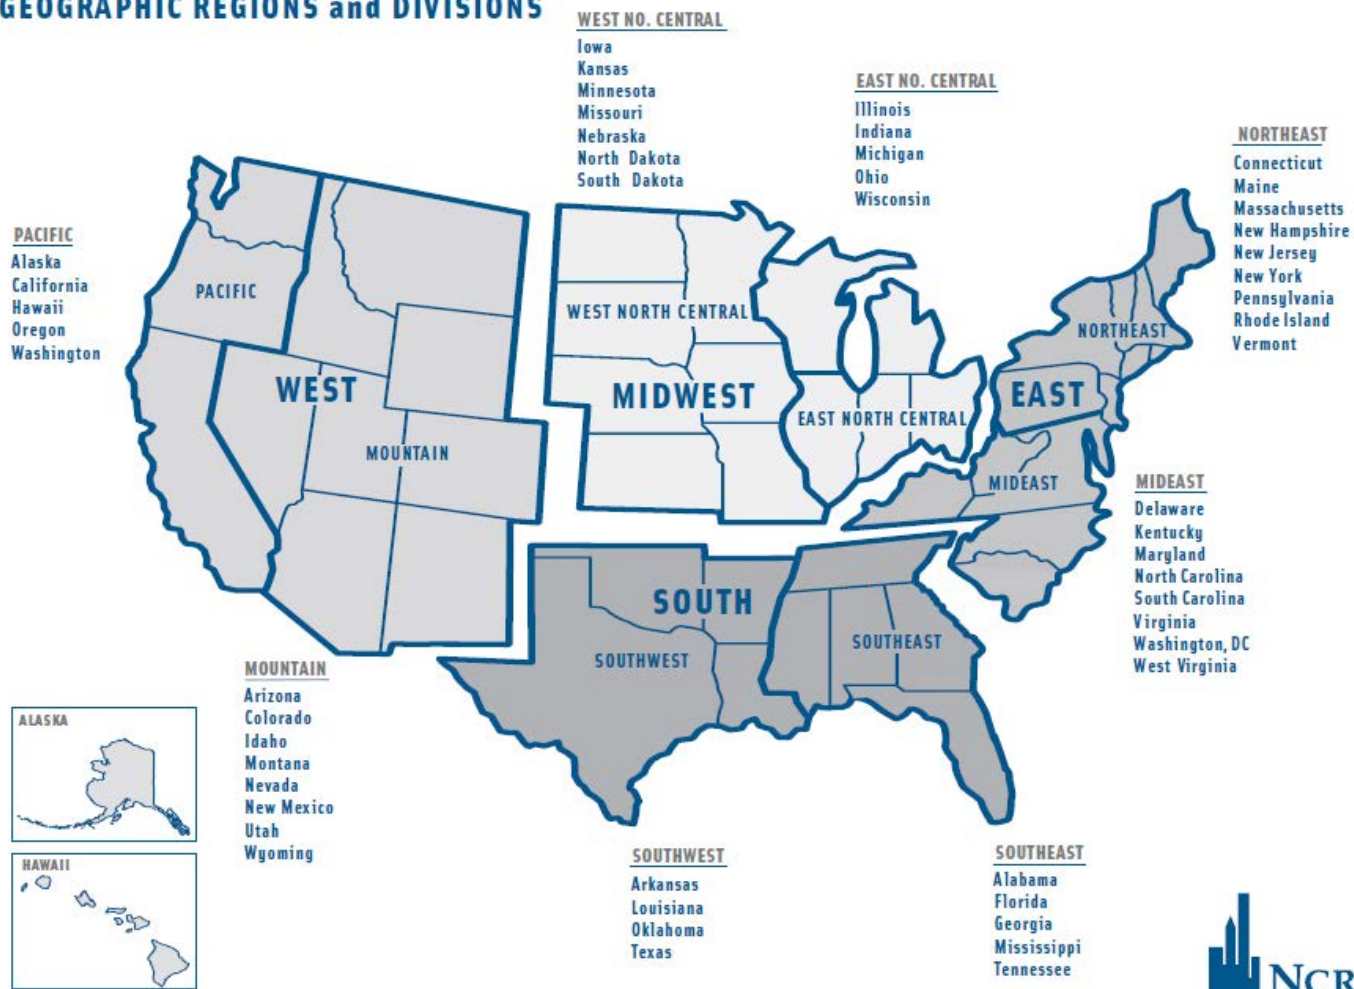 GEOGRAPHIC REGIONS and DIVISIONS
WEST NO. CENTRAL
Iowa
Kansas
Minnesota
Missouri
Nebraska
North Dakota
South Dakota
EAST NO. CENTRAL
Illinois
Indiana
Michigan
Ohio
Wisconsin
NORTHEAST
Connecticut
Maine
Massachusetts
New Hampshire
New Jersey
New York
Pennsylvania
Rhode Island
Vermont
PACIFIC
Alaska
California
Hawaii
Oregon
Washington
PACIFIC
WEST
MOUNTAIN
WEST NORTH CENTRAL
MIDWEST
EAST NORTH CENTRAL
NORTHEAST
EAST
MIDEAST
SOUTH
SOUTHWEST
SOUTHEAST
MIDEAST
Delaware
Kentucky
Maryland
North Carolina
South Carolina
Virginia
Washington, DC
West Virginia
MOUNTAIN
Arizona
Colorado
Idaho
Montana
Nevada
New Mexico
Utah
Wyoming
ALASKA
HAWAII
SOUTHWEST
Arkansas
Louisiana
Oklahoma
Texas
SOUTHEAST
Alabama
Florida
Georgia
Mississippi
Tennessee
NCR